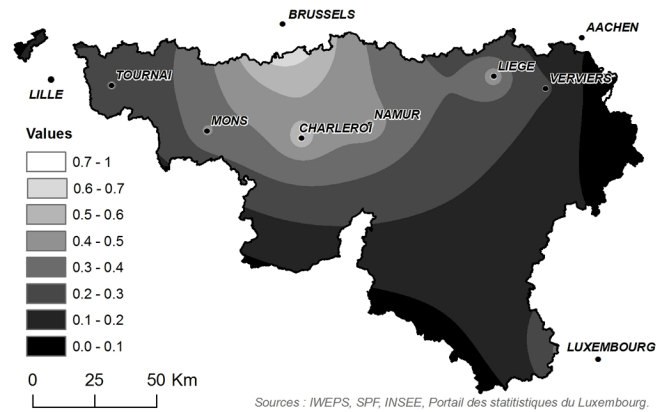 BRUSSELS
AACHEN
LIEGE
TOURNAI
VERVIERS
LILLE
NAMUR
MONS
CHARLEROÏ
Values
0.7 - 1
0.6 - 0.7
0.5 - 0.6
0.4 - 0.5
0.3 - 0.4
0.2 - 0.3
0.1 - 0.2
0.0 - 0.1
LUXEMBOURG
0 25 50 Km
Sources : IWEPS, SPF, INSEE, Portail des statitistiques du Luxembourg.